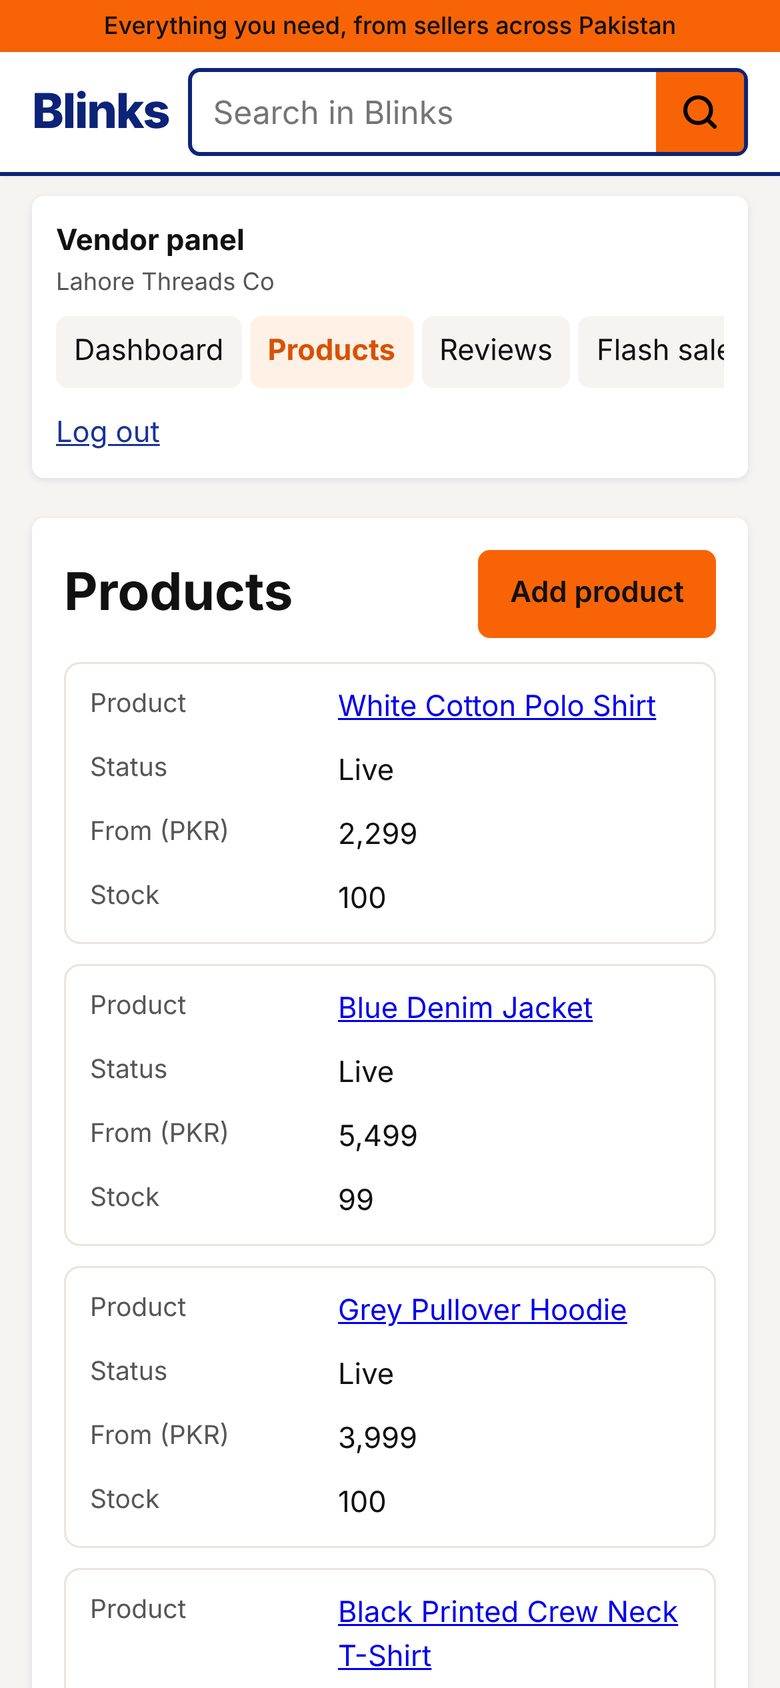 Everything you need, from sellers across Pakistan
Blinks
Search in Blinks
Vendor panel
Lahore Threads Co
Dashboard Products Reviews Flash sale
Log out
Products
Add product
Product White Cotton Polo Shirt
Status Live
From (PKR) 2,299
Stock 100
Product Blue Denim Jacket
Status Live
From (PKR) 5,499
Stock 99
Product Grey Pullover Hoodie
Status Live
From (PKR) 3,999
Stock 100
Product Black Printed Crew Neck
T-Shirt